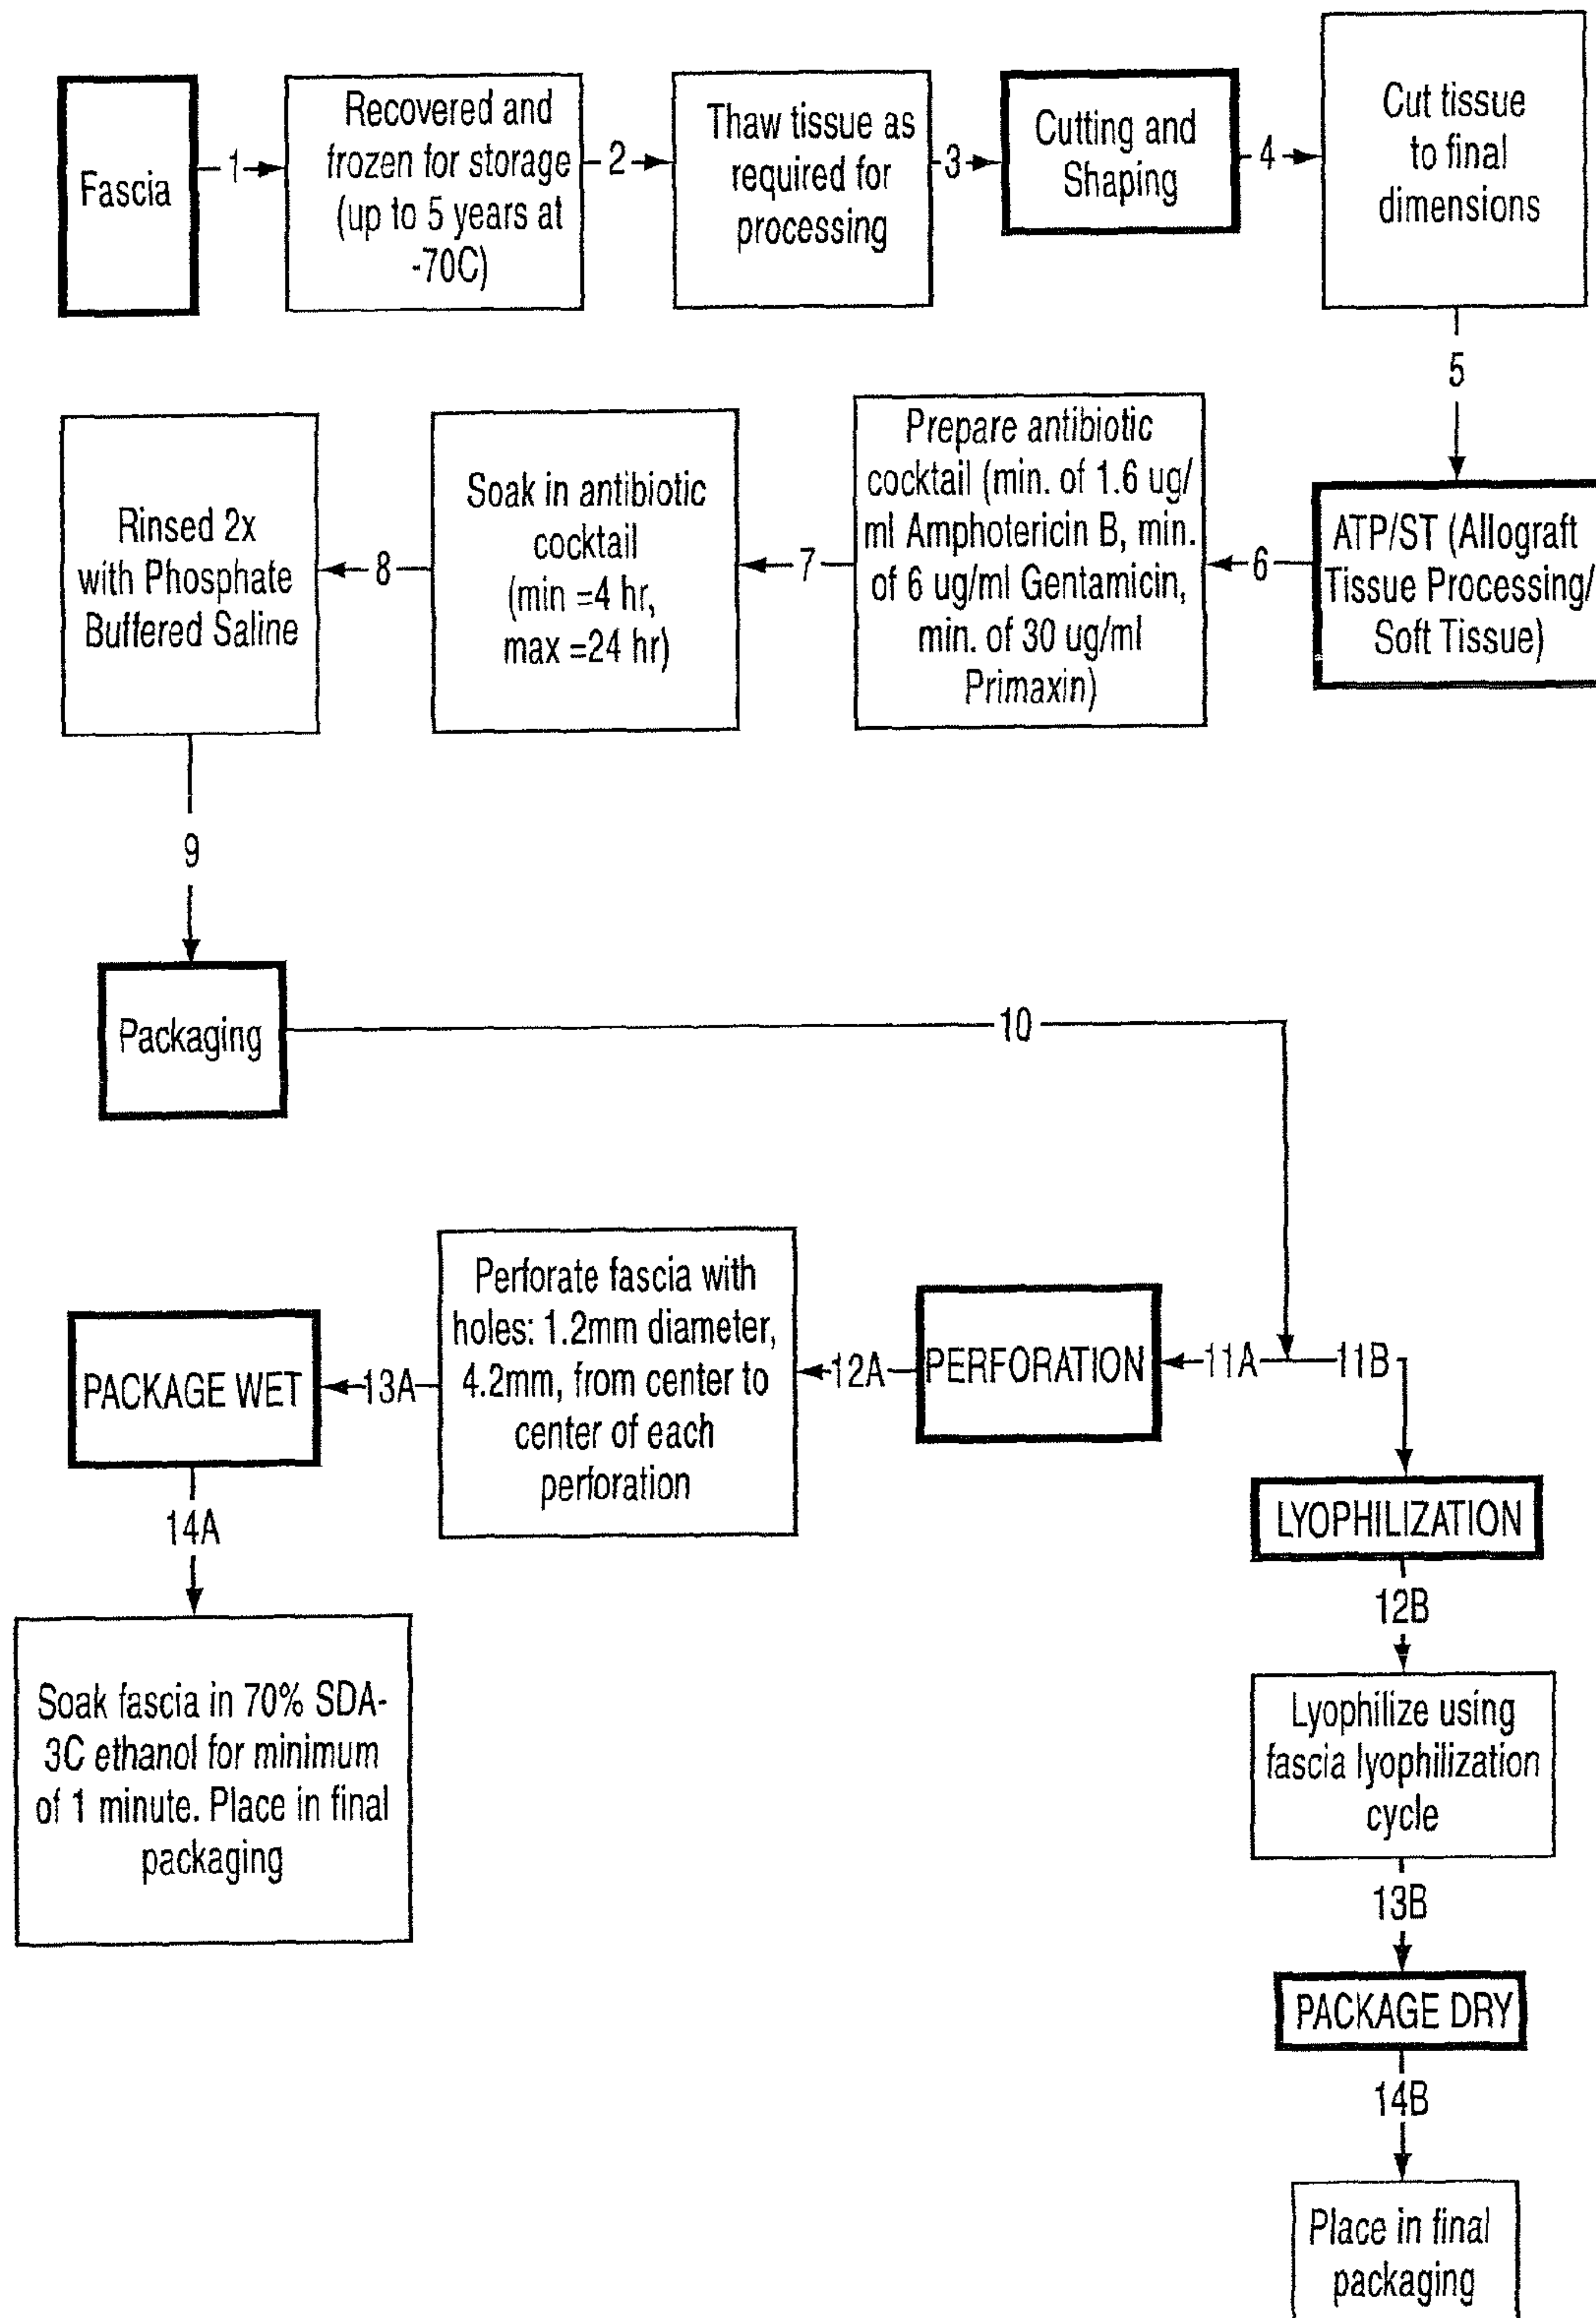 Fascia
1
Recovered and
frozen for storage
(up to 5 years at
-70C)
2
Thaw tissue as
required for
processing
3
Cutting and
Shaping
4
Cut tissue
to final
dimensions
5
ATP/ST (Allograft
Tissue Processing/
Soft Tissue)
6
Prepare antibiotic
cocktail (min. of 1.6 ug/
ml Amphotericin B, min.
of 6 ug/ml Gentamicin,
min. of 30 ug/ml
Primaxin)
7
Soak in antibiotic
cocktail
(min =4 hr,
max =24 hr)
8
Rinsed 2x
with Phosphate
Buffered Saline
9
Packaging
10
11A
11B
PERFORATION
12A
Perforate fascia with
holes: 1.2mm diameter,
4.2mm, from center to
center of each
perforation
13A
PACKAGE WET
14A
Soak fascia in 70% SDA-
3C ethanol for minimum
of 1 minute. Place in final
packaging
LYOPHILIZATION
12B
Lyophilize using
fascia lyophilization
cycle
13B
PACKAGE DRY
14B
Place in final
packaging